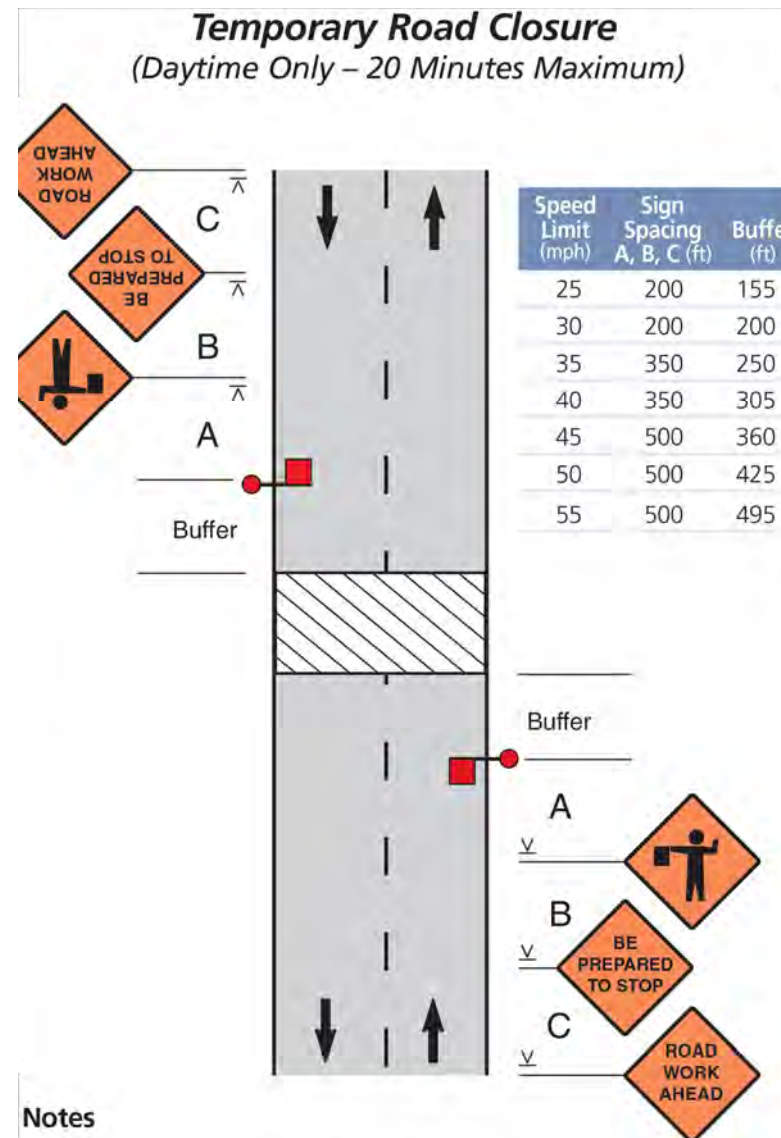 Temporary Road Closure
(Daytime Only – 20 Minutes Maximum)
ROAD
WORK
AHEAD
C
BE
PREPARED
TO STOP
B
A
Buffer
Speed Limit (mph) Sign Spacing A, B, C (ft) Buffe (ft)
25 200 155
30 200 200
35 350 250
40 350 305
45 500 360
50 500 425
55 500 495
Buffer
A
B
BE
PREPARED
TO STOP
C
ROAD
WORK
AHEAD
Notes